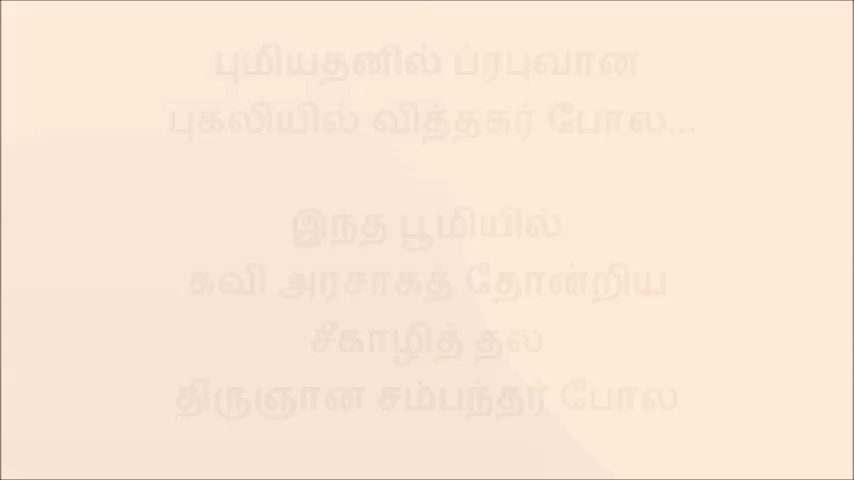 புமியதனில் ப்ரபுவான
புகலியில் வித்தகர் போல...
இந்த பூமியில்
கவி அரசாகத் தோன்றிய
சீகாழித் தல
திருஞான சம்பந்தர் போல